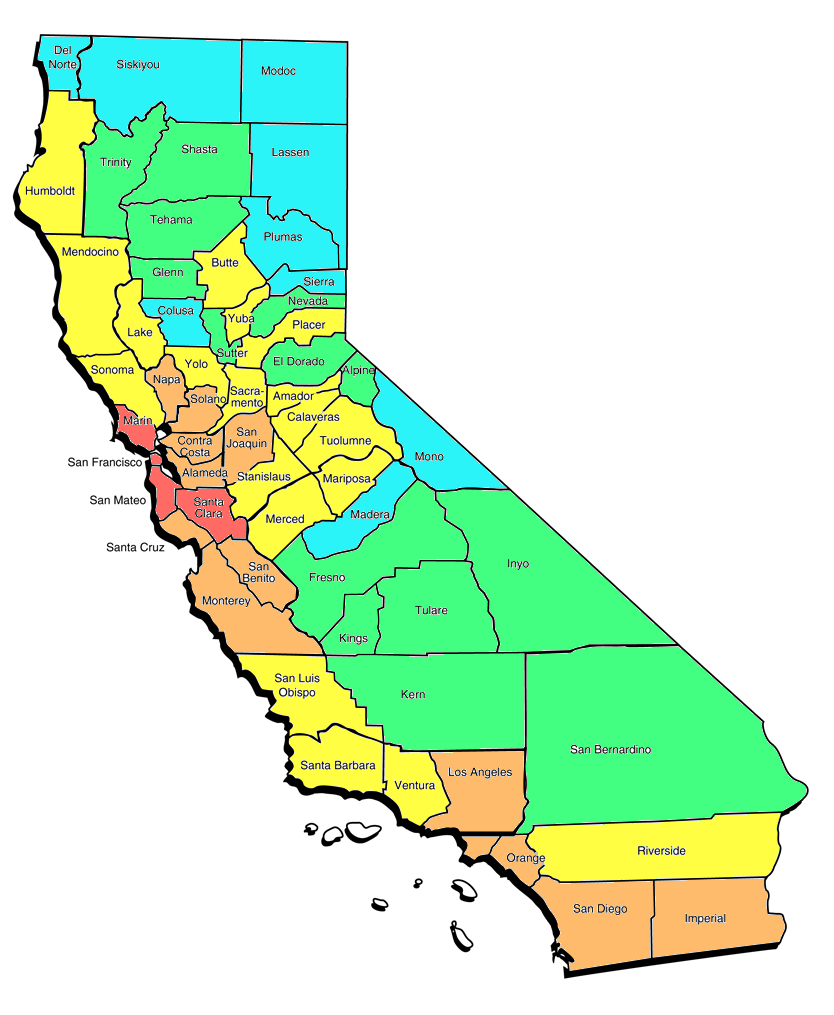 Del
Norte
Siskiyou
Modoc
Trinity
Shasta
Lassen
Humboldt
Tehama
Plumas
Mendocino
Glenn
Butte
Sierra
Colusa
Nevada
Lake
Yuba
Placer
Sutter
Sonoma
Yolo
El Dorado
Alpine
Napa
Solano
Sacra-
mento
Amador
Calaveras
Marin
Contra
Costa
San
Joaquin
Tuolumne
Mono
San Francisco
Alameda
Stanislaus
Mariposa
San Mateo
Santa
Clara
Merced
Madera
Santa Cruz
San
Benito
Fresno
Inyo
Monterey
Kings
Tulare
San Luis
Obispo
Kern
San Bernardino
Santa Barbara
Ventura
Los Angeles
Orange
Riverside
San Diego
Imperial